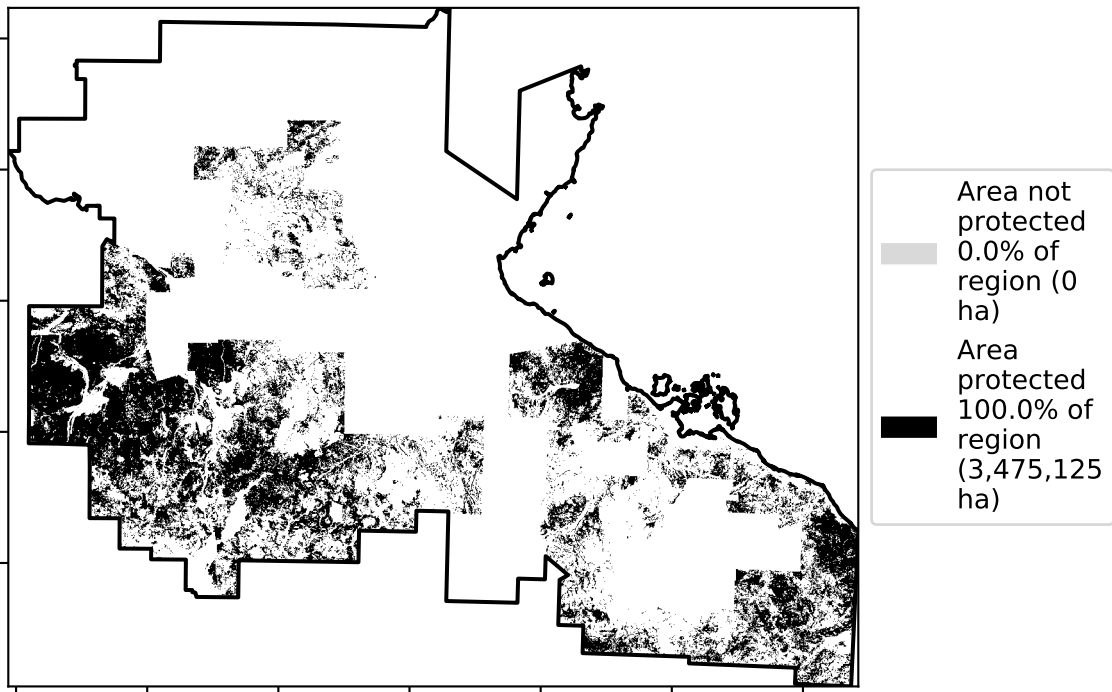 Area not
protected
0.0% of
region (0
ha)
Area
protected
100.0% of
region
(3,475,125
ha)